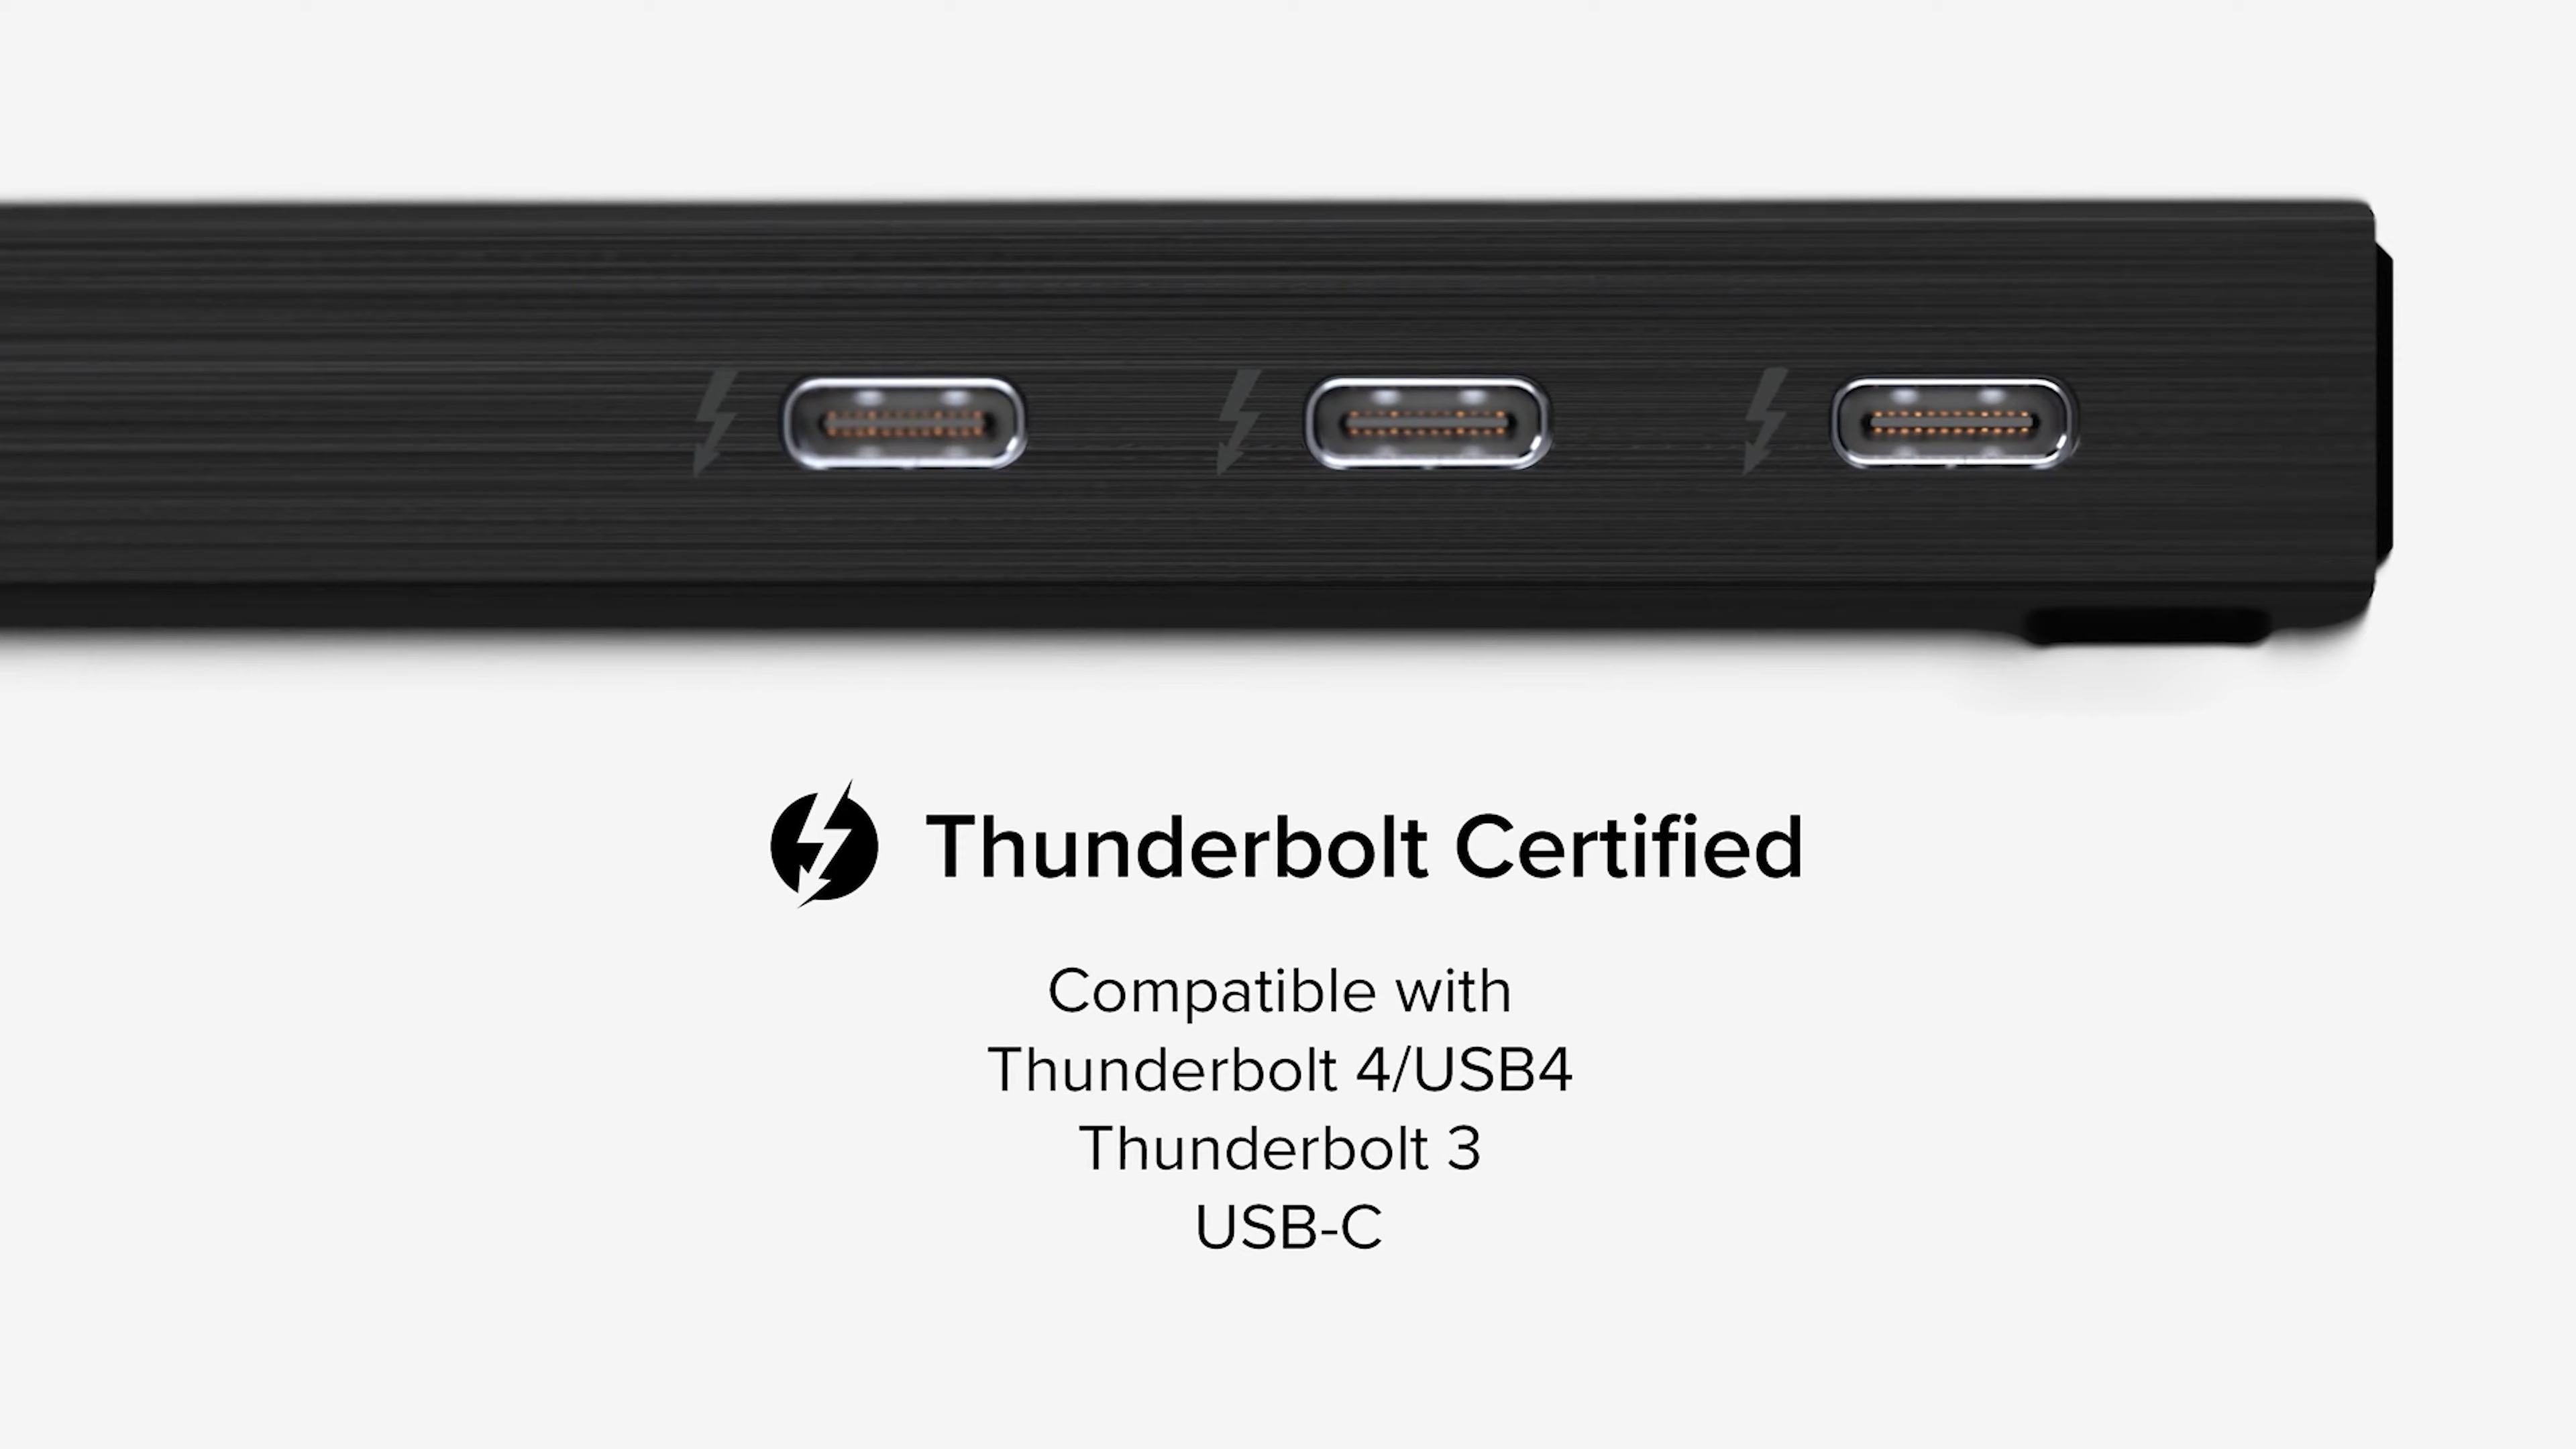 Thunderbolt Certified
Compatible with
Thunderbolt 4/USB4
Thunderbolt 3
USB-C